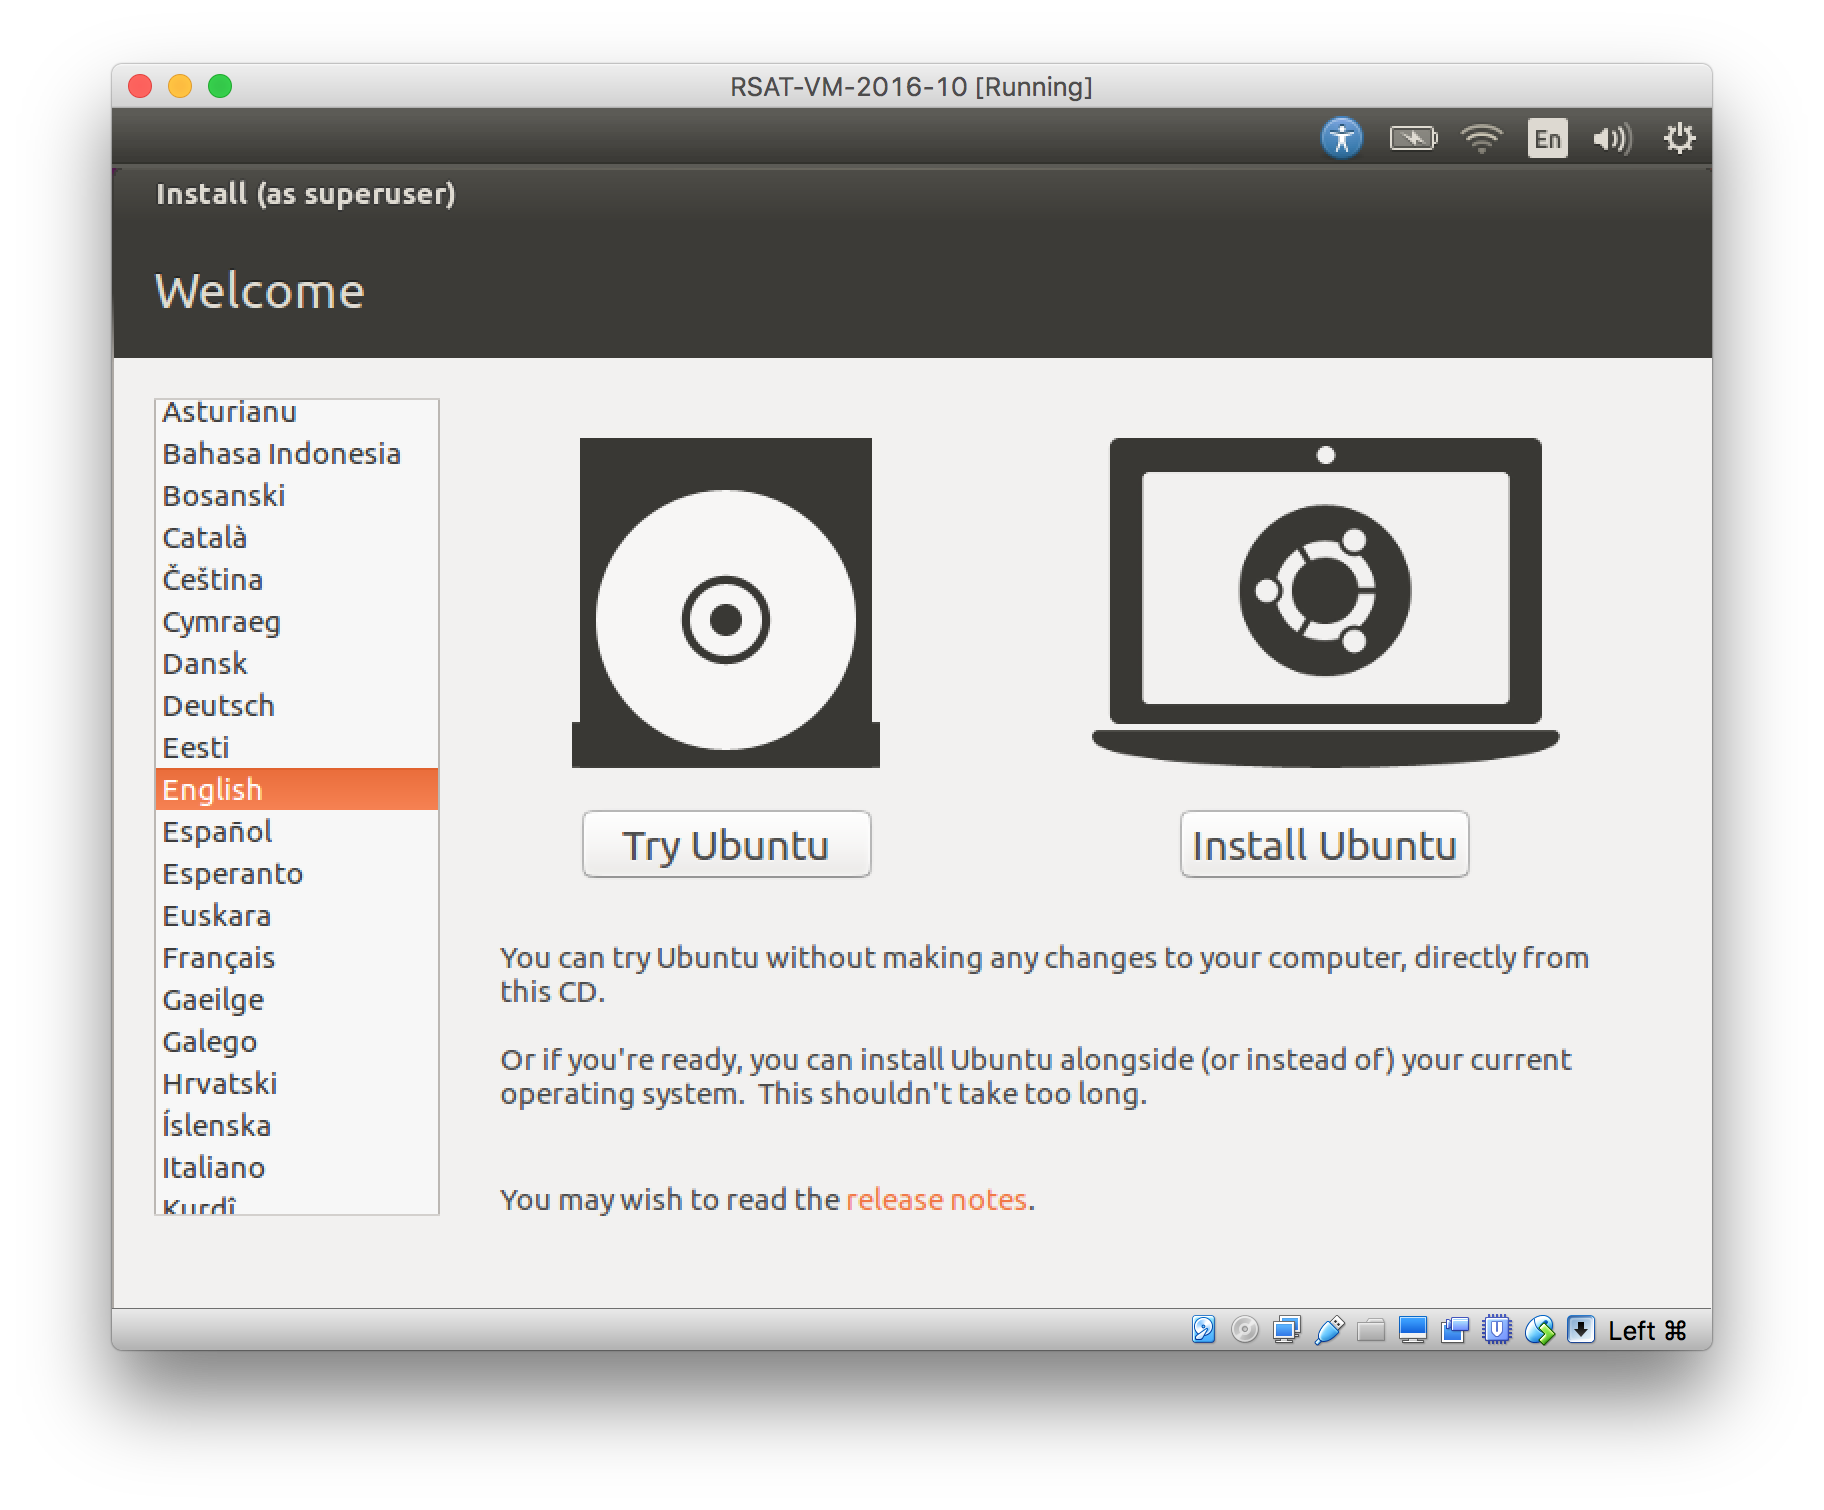 RSAT-VM-2016-10 [Running]
En
Install (as superuser)
Welcome
Asturianu
Bahasa Indonesia
Bosanski
Català
Čeština
Cymraeg
Dansk
Deutsch
Eesti
English
Español
Esperanto
Euskara
Français
Gaeilge
Galego
Hrvatski
Íslenska
Italiano
Kurdî
Try Ubuntu
Install Ubuntu
You can try Ubuntu without making any changes to your computer, directly from
this CD.
Or if you're ready, you can install Ubuntu alongside (or instead of) your current
operating system.  This shouldn't take too long.
You may wish to read the release notes.
Left ⌘